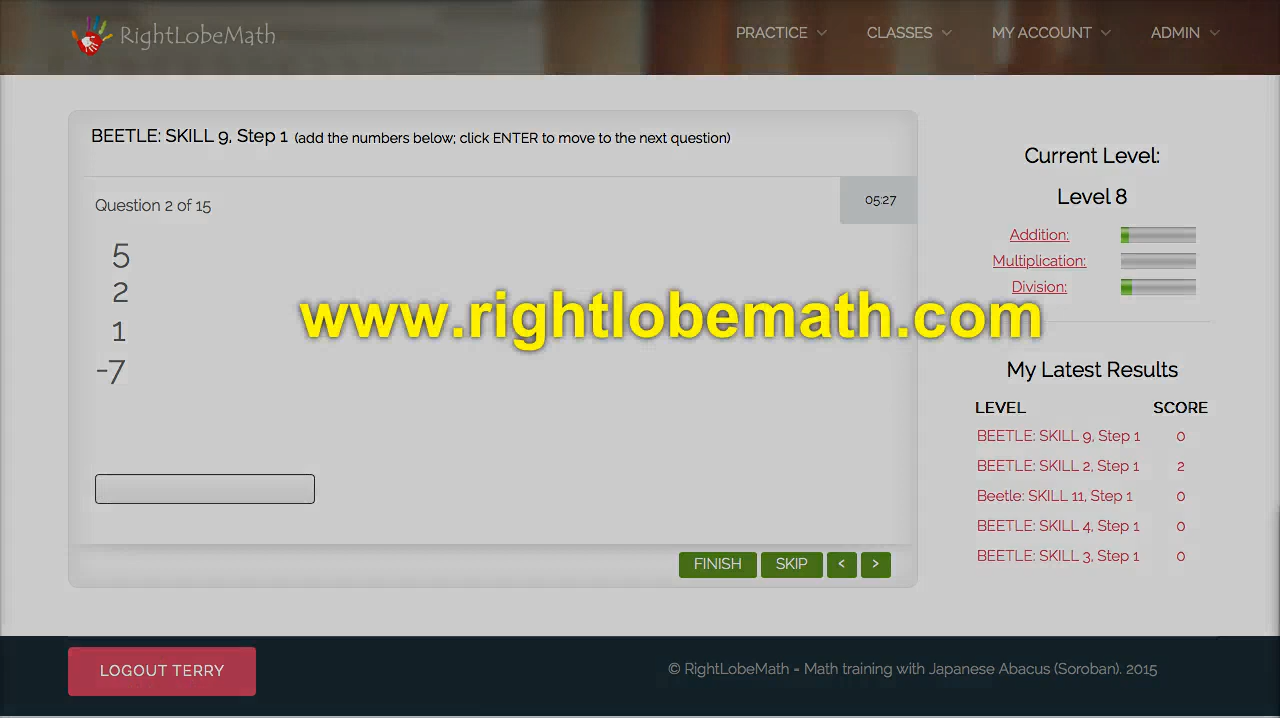 RightLobeMath
PRACTICE CLASSES MY ACCOUNT ADMIN
BEETLE: SKILL 9, Step 1 (add the numbers below; click ENTER to move to the next question)
Question 2 of 15
05:27
5
2
1
-7
FINISH SKIP < >
www.rightlobemath.com
Current Level:
Level 8
Addition:
Multiplication:
Division:
My Latest Results
LEVEL SCORE
BEETLE: SKILL 9, Step 1 0
BEETLE: SKILL 2, Step 1 2
Beetle: SKILL 11, Step 1 0
BEETLE: SKILL 4, Step 1 0
BEETLE: SKILL 3, Step 1 0
LOGOUT TERRY
© RightLobeMath - Math training with Japanese Abacus (Soroban). 2015